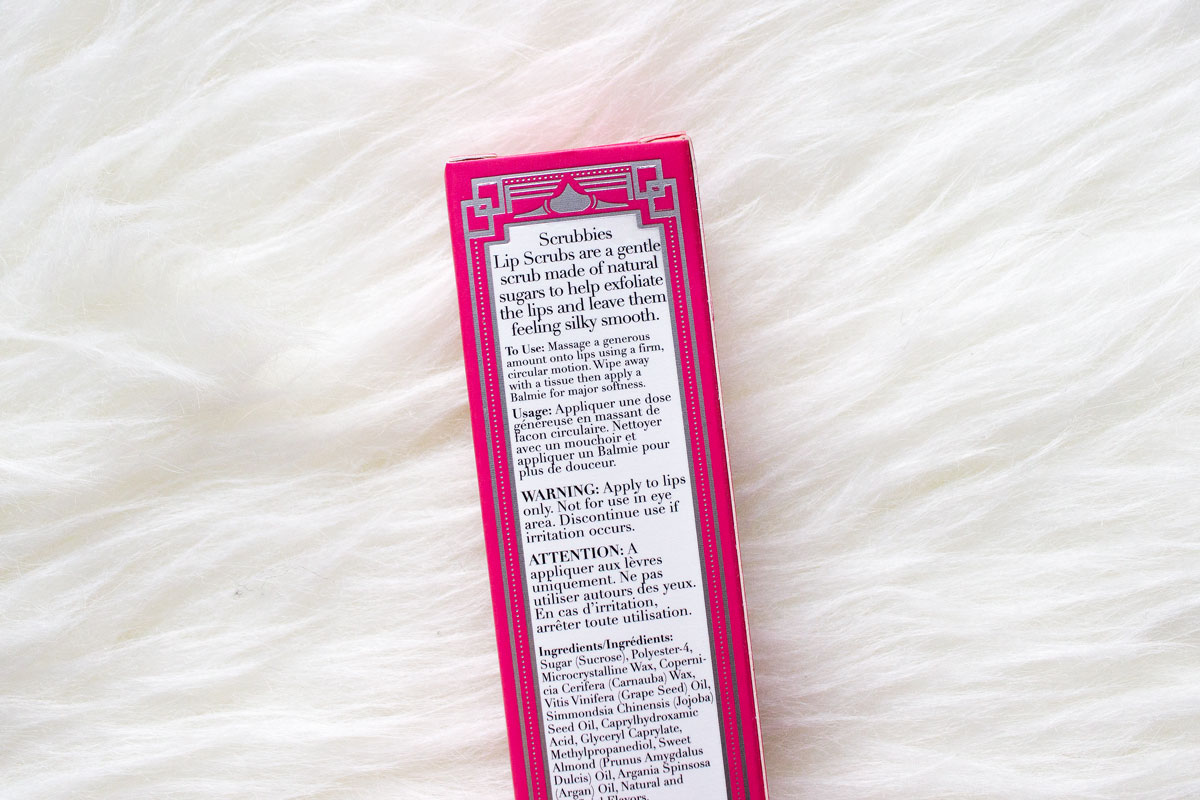 Scrubbies
Lip Scrubs are a gentle
scrub made of natural
sugars to help exfoliate
the lips and leave them
feeling silky smooth.
To Use: Massage a generous
amount onto lips using a firm,
circular motion. Wipe away
with a tissue then apply a
Balmie for major softness.
Usage: Appliquer une dose
généreuse en massant de
façon circulaire. Nettoyer
avec un mouchoir et
appliquer un Balmie pour
plus de douceur.
WARNING: Apply to lips
only. Not for use in eye
area. Discontinue use if
irritation occurs.
ATTENTION: A
appliquer aux lèvres
uniquement. Ne pas
utiliser autours des yeux.
En cas d'irritation,
arrêter toute utilisation.
Ingredients/Ingrédients:
Sugar (Sucrose), Polyester-4,
Microcrystalline Wax, Coperni-
cia Cerifera (Carnauba) Wax,
Vitis Vinifera (Grape Seed) Oil,
Simmondsia Chinensis (Jojoba)
Seed Oil, Caprylhydroxamic
Acid, Glyceryl Caprylate,
Methylpropanediol, Sweet
Almond (Prunus Amygdalus
Dulcis) Oil, Argania Spinosa
(Argan) Oil, Natural and
Flavors.